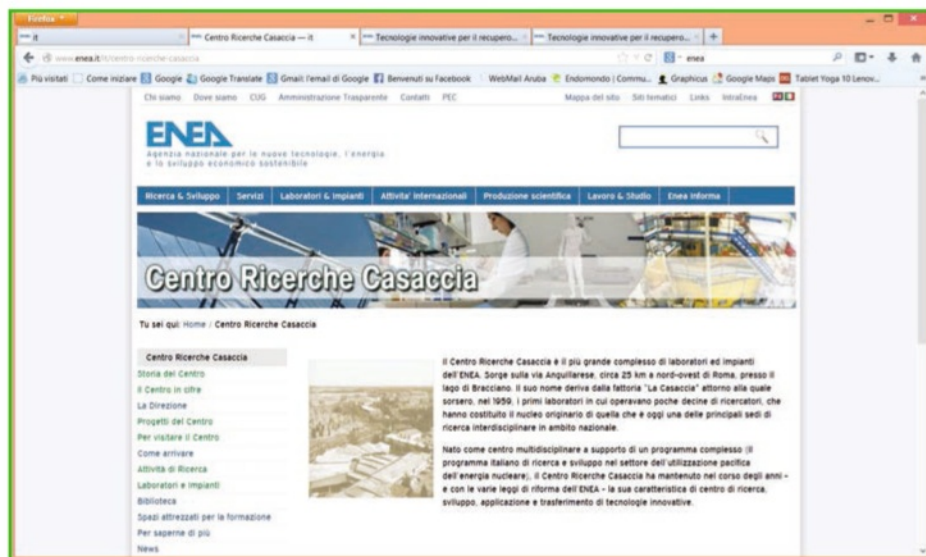 Firefox
it
Centro Ricerche Casaccia — it
Tecnologie innovative per il recupero...
Tecnologie innovative per il recupero...
www.enea.it/it/centro-ricerche-casaccia
enea
Più visitati Come iniziare Google Google Translate Gmail: l'email di Google Benvenuti su Facebook WebMail Aruba Endomondo | Commu... Graphicus Google Maps Tablet Yoga 10 Lenov...
Chi siamo Dove siamo CUG Amministrazione Trasparente Contatti PEC Mappa del sito Siti tematici Links IntraEnea
ENEA
Agenzia nazionale per le nuove tecnologie, l'energia
e lo sviluppo economico sostenibile
Ricerca & Sviluppo Servizi Laboratori & Impianti Attivita' Internazionali Produzione scientifica Lavoro & Studio Enea Informa
Centro Ricerche Casaccia
Tu sei qui: Home / Centro Ricerche Casaccia
Centro Ricerche Casaccia
Storia del Centro
Il Centro in cifre
La Direzione
Progetti del Centro
Per visitare il Centro
Come arrivare
Attività di Ricerca
Laboratori e Impianti
Biblioteca
Spazi attrezzati per la formazione
Per saperne di più
News
Il Centro Ricerche Casaccia è il più grande complesso di laboratori ed impianti
dell'ENEA. Sorge sulla via Anguillarese, circa 25 km a nord-ovest di Roma, presso il
lago di Bracciano. Il suo nome deriva dalla fattoria "La Casaccia" attorno alla quale
sorsero, nel 1959, i primi laboratori in cui operavano poche decine di ricercatori, che
hanno costituito il nucleo originario di quella che è oggi una delle principali sedi di
ricerca interdisciplinare in ambito nazionale.
Nato come centro multidisciplinare a supporto di un programma complesso (il
programma italiano di ricerca e sviluppo nel settore dell'utilizzazione pacifica
dell'energia nucleare), il Centro Ricerche Casaccia ha mantenuto nel corso degli anni -
e con le varie leggi di riforma dell'ENEA - la sua caratteristica di centro di ricerca,
sviluppo, applicazione e trasferimento di tecnologie innovative.